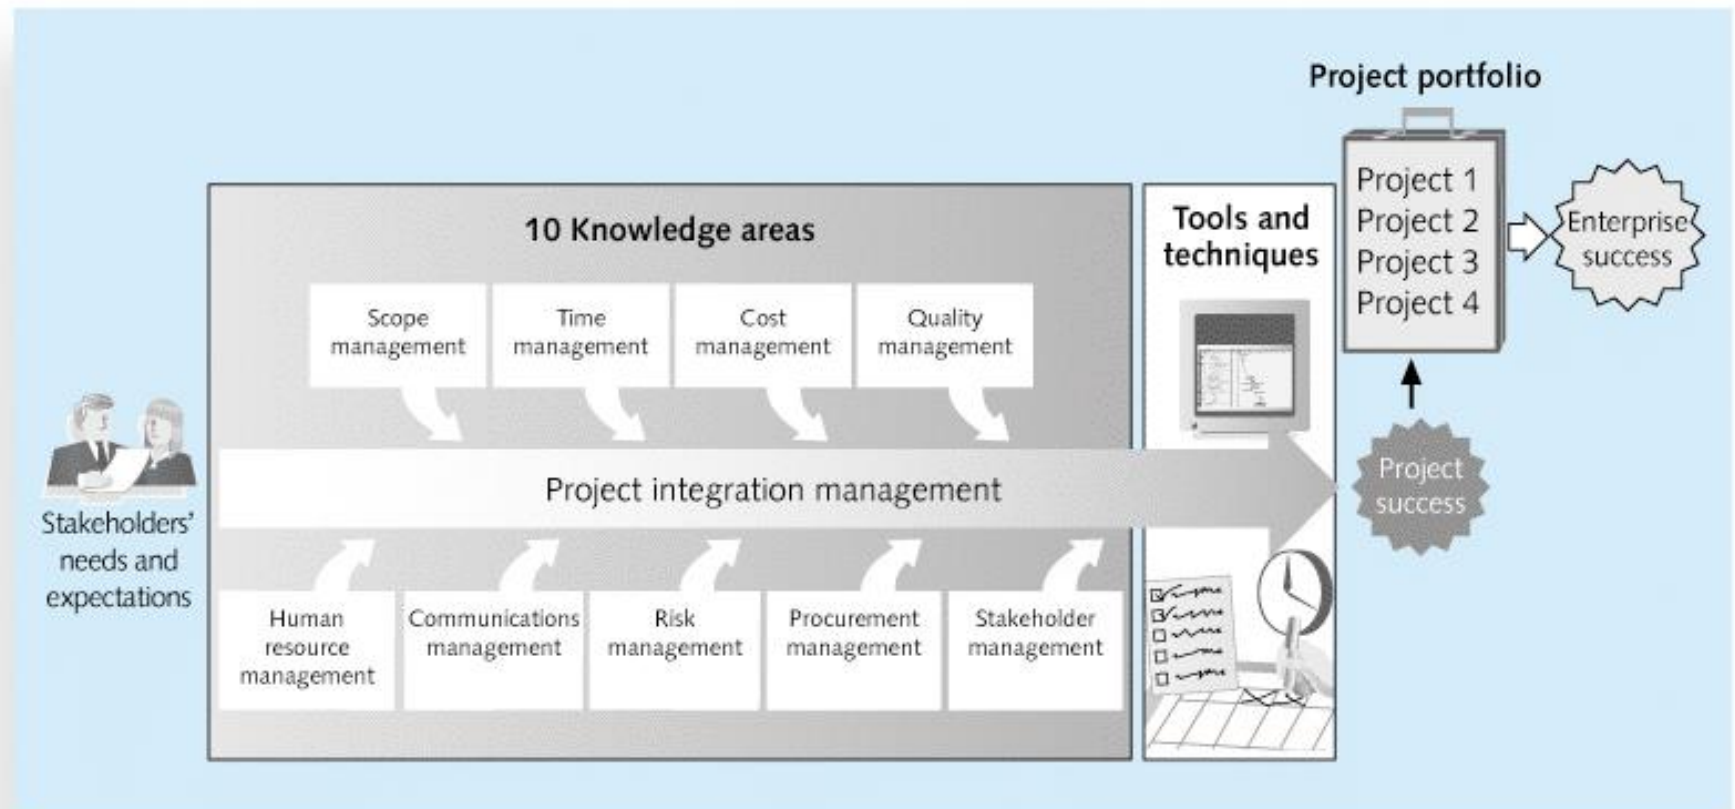 Project portfolio
Project 1
Project 2
Project 3
Project 4
Enterprise
success
10 Knowledge areas
Tools and
techniques
Scope
management
Time
management
Cost
management
Quality
management
Stakeholders’
needs and
expectations
Project integration management
Project
success
Human
resource
management
Communications
management
Risk
management
Procurement
management
Stakeholder
management